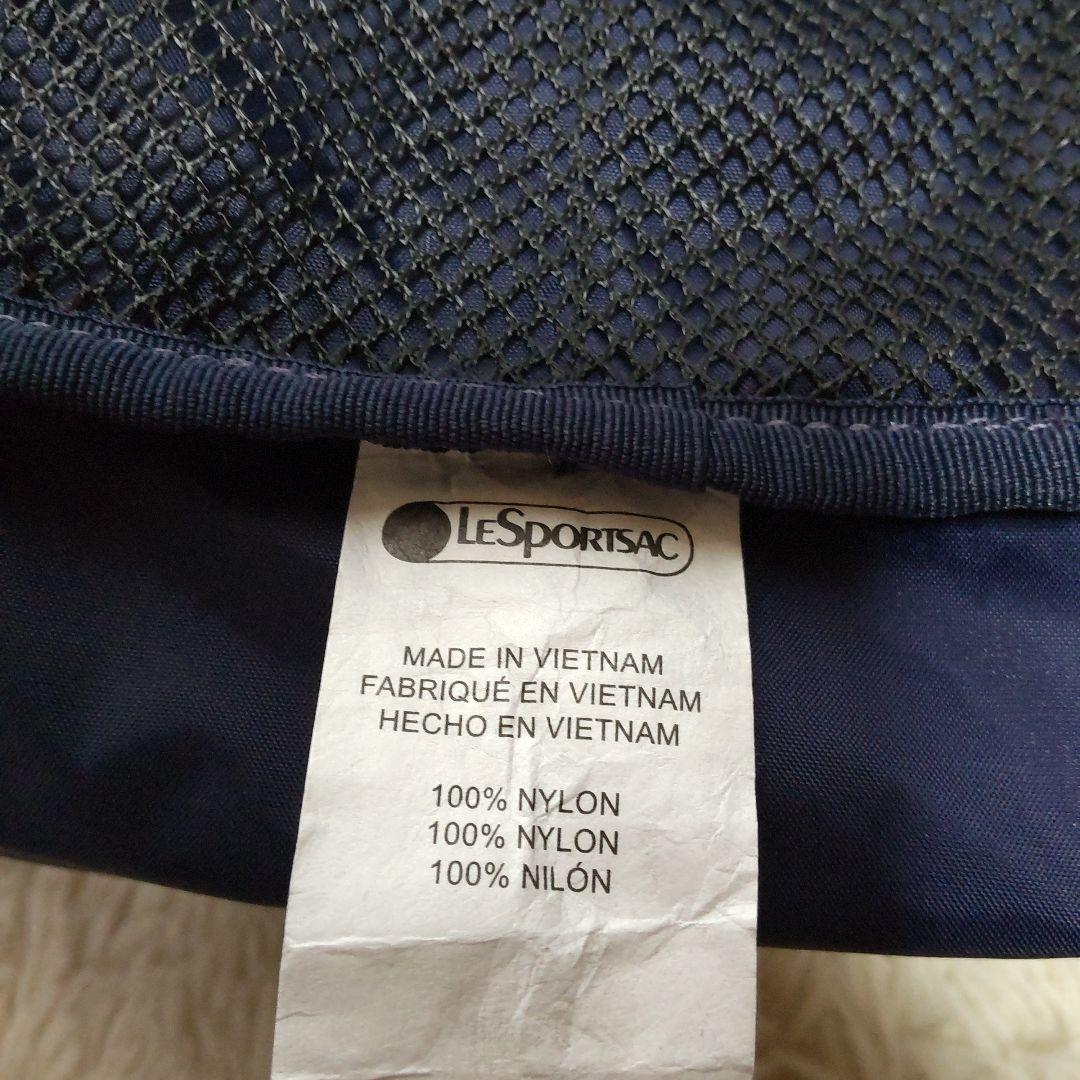 LESPORTSAC
MADE IN VIETNAM
FABRIQUÉ EN VIETNAM
HECHO EN VIETNAM
100% NYLON
100% NYLON
100% NILÓN